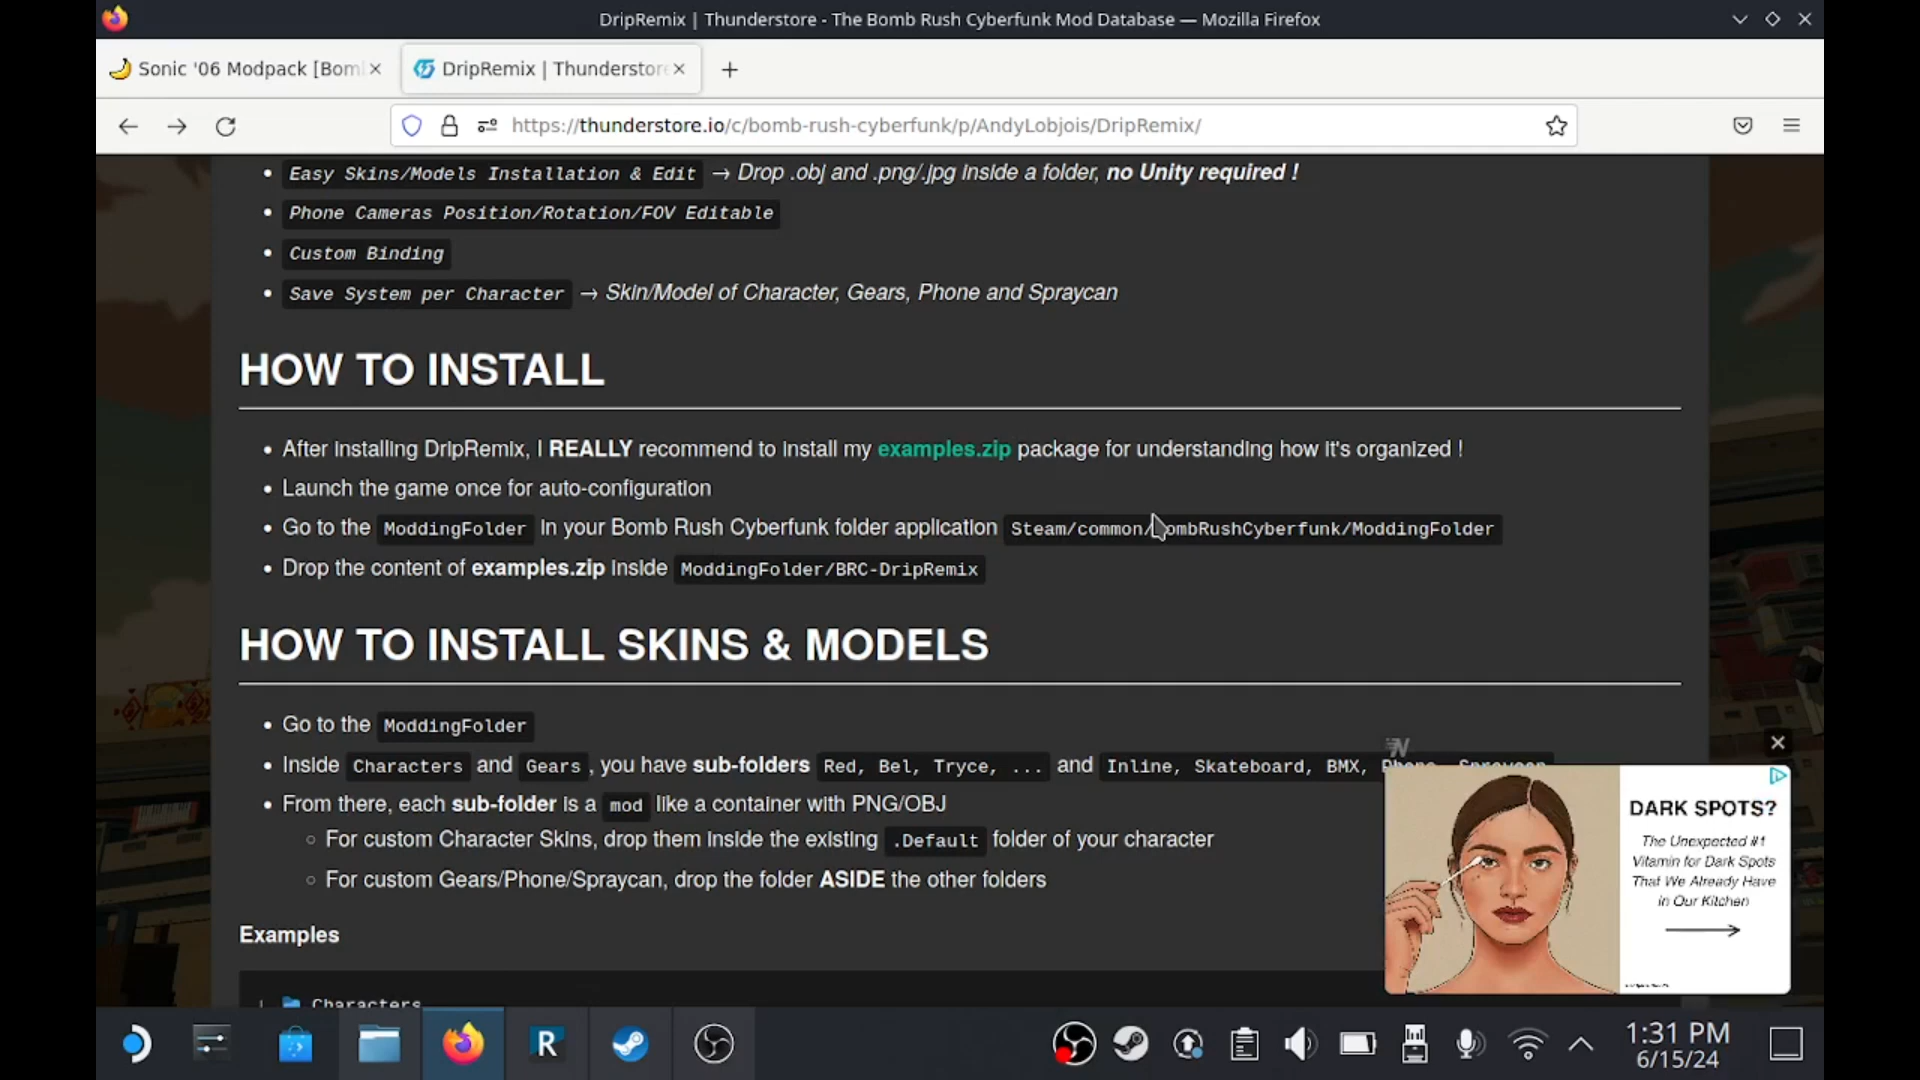 DripRemix | Thunderstore - The Bomb Rush Cyberfunk Mod Database — Mozilla Firefox
Sonic '06 Modpack [Bom
DripRemix | Thunderstore
https://thunderstore.io/c/bomb-rush-cyberfunk/p/AndyLobjois/DripRemix/
Easy Skins/Models Installation & Edit → Drop .obj and .png/.jpg inside a folder, no Unity required !
Phone Cameras Position/Rotation/FOV Editable
Custom Binding
Save System per Character → Skin/Model of Character, Gears, Phone and Spraycan
HOW TO INSTALL
After installing DripRemix, I REALLY recommend to install my examples.zip package for understanding how it's organized !
Launch the game once for auto-configuration
Go to the ModdingFolder in your Bomb Rush Cyberfunk folder application Steam/common/BombRushCyberfunk/ModdingFolder
Drop the content of examples.zip inside ModdingFolder/BRC-DripRemix
HOW TO INSTALL SKINS & MODELS
Go to the ModdingFolder
Inside Characters and Gears, you have sub-folders Red, Bel, Tryce, ... and Inline, Skateboard, BMX, Phone, Spraycan
From there, each sub-folder is a mod like a container with PNG/OBJ
For custom Character Skins, drop them inside the existing .Default folder of your character
For custom Gears/Phone/Spraycan, drop the folder ASIDE the other folders
Examples
Characters
DARK SPOTS?
The Unexpected #1
Vitamin for Dark Spots
That We Already Have
in Our Kitchen
R
1:31 PM
6/15/24